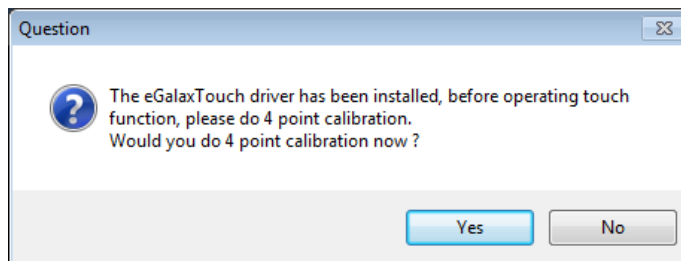 Question
The eGalaxTouch driver has been installed, before operating touch
function, please do 4 point calibration.
Would you do 4 point calibration now ?
Yes
No